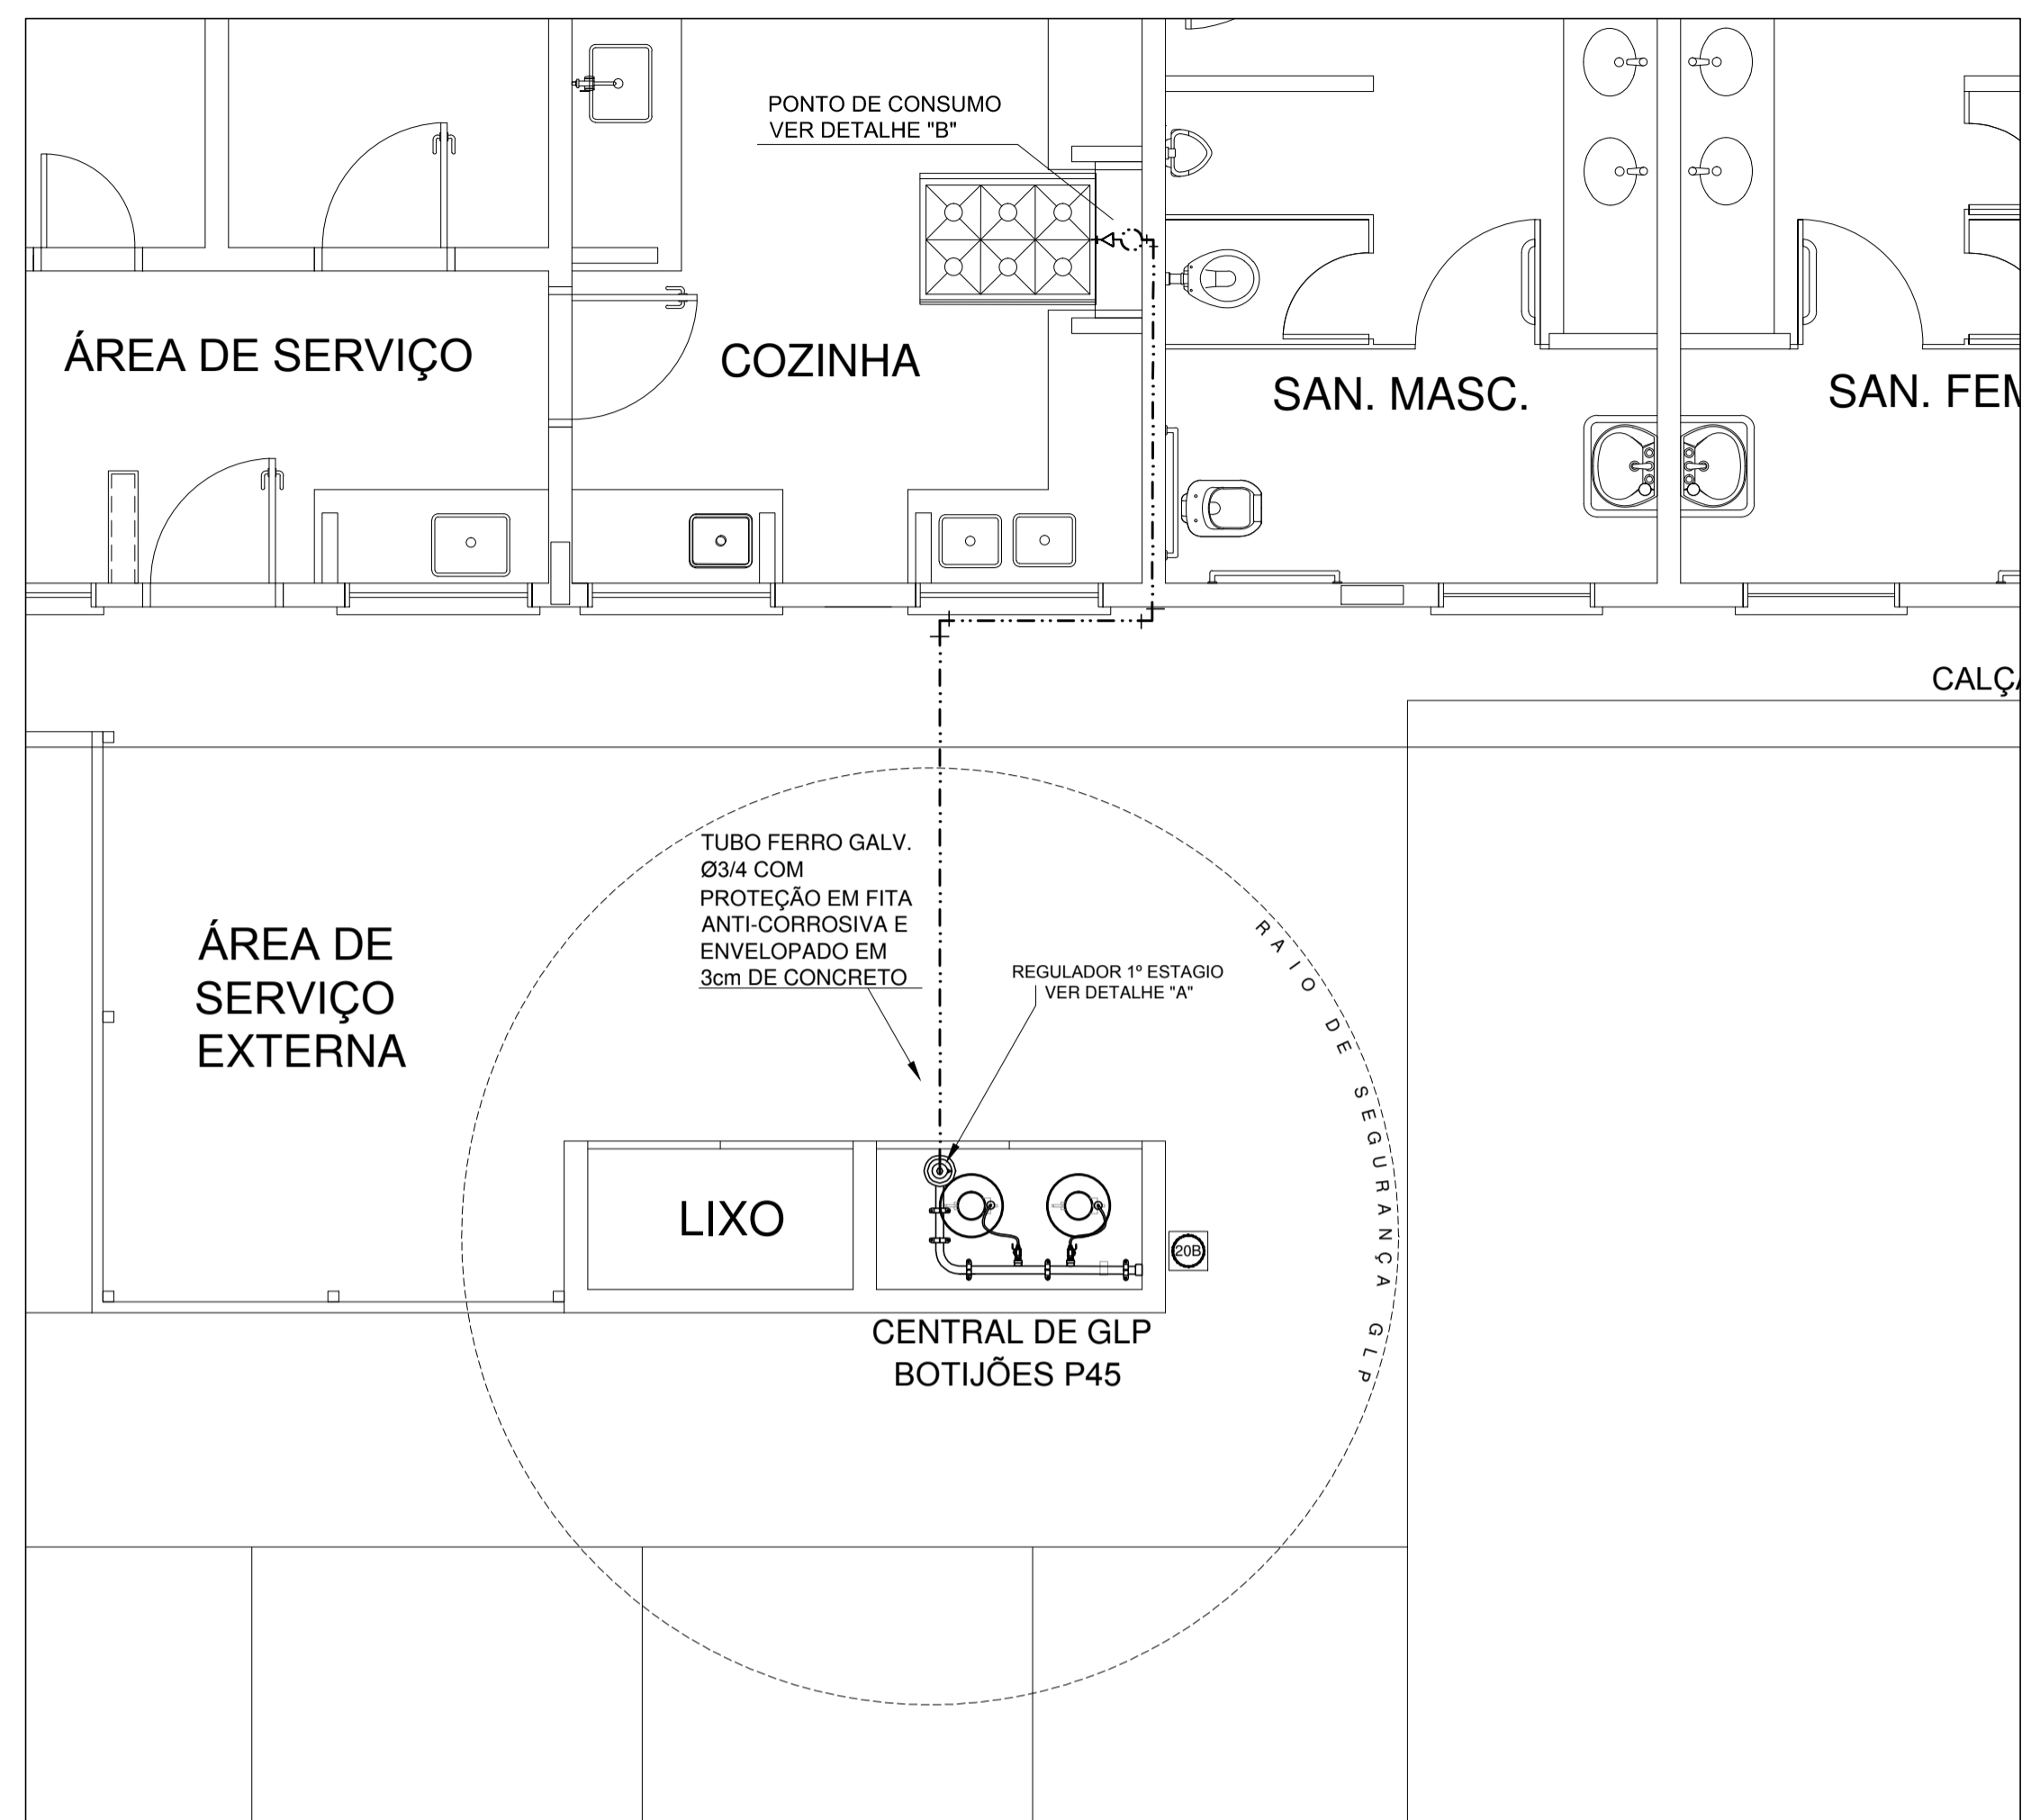 PONTO DE CONSUMO
VER DETALHE "B"
ÁREA DE SERVIÇO
COZINHA
SAN. MASC.
SAN. FEM
CALÇA
TUBO FERRO GALV.
Ø3/4 COM
PROTEÇÃO EM FITA
ANTI-CORROSIVA E
ENVELOPADO EM
3cm DE CONCRETO
REGULADOR 1º ESTAGIO
VER DETALHE "A"
RAIO DE SEGURANÇA GLP
ÁREA DE
SERVIÇO
EXTERNA
LIXO
20B
CENTRAL DE GLP
BOTIJÕES P45